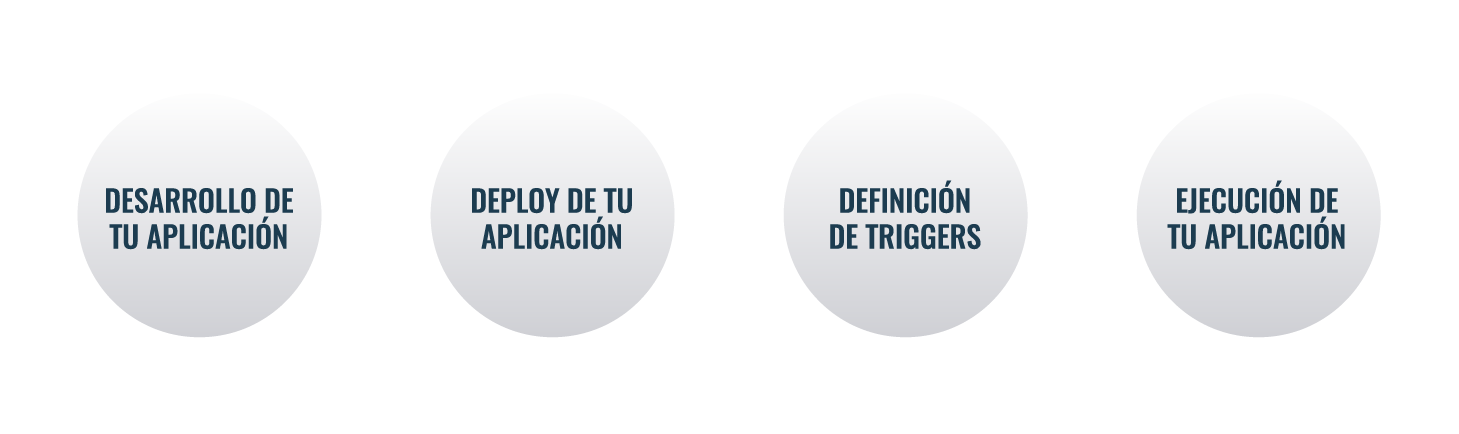 DESARROLLO DE
TU APLICACIÓN
DEPLOY DE TU
APLICACIÓN
DEFINICIÓN
DE TRIGGERS
EJECUCIÓN DE
TU APLICACIÓN